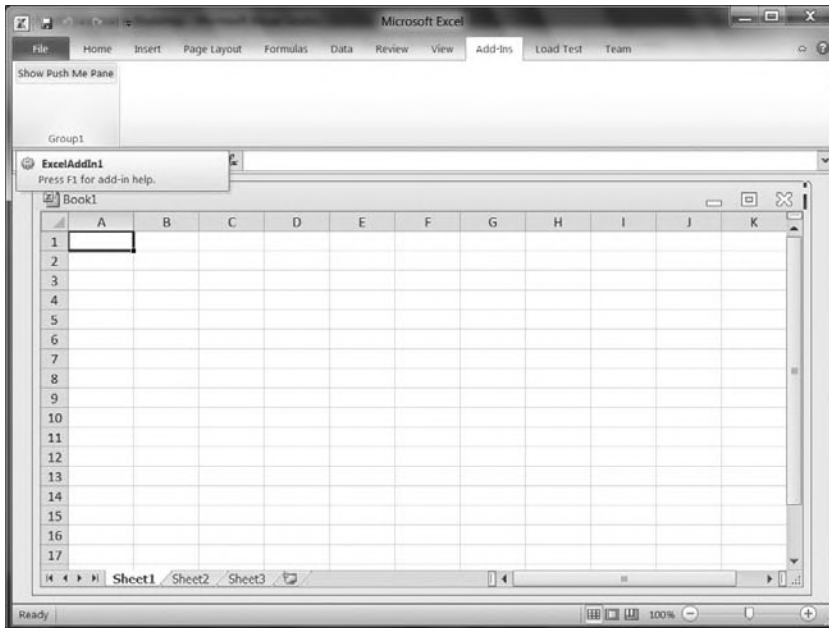 Microsoft Excel
File Home Insert Page Layout Formulas Data Review View Add-Ins Load Test Team
Show Push Me Pane
Group1
ExcelAddIn1
Press F1 for add-in help.
Book1
A B C D E F G H I J K
1
2
3
4
5
6
7
8
9
10
11
12
13
14
15
16
17
Sheet1 Sheet2 Sheet3
Ready 100%